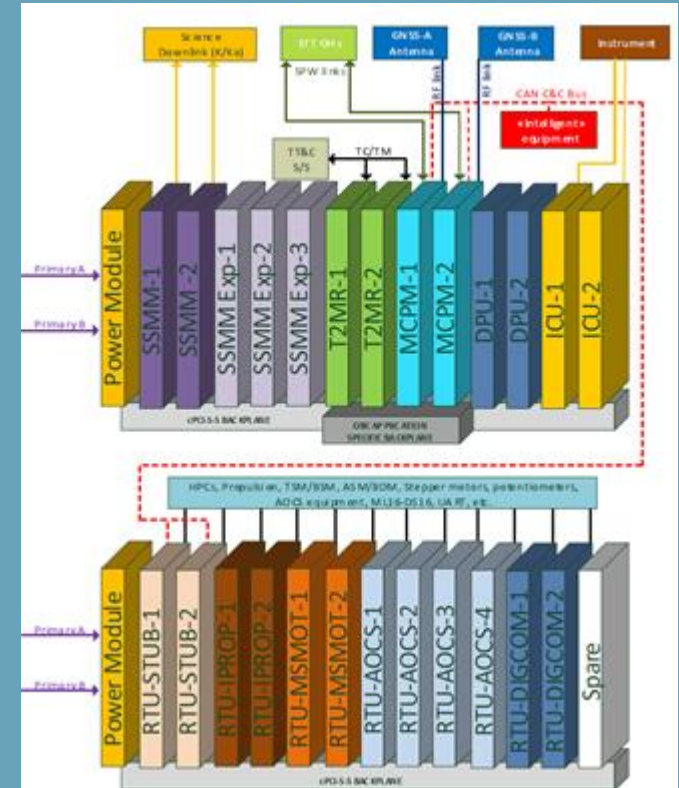 Science
Downlink (K/Ka)
STT OHs
GNSS-A
Antenna
GNSS-B
Antenna
Instrument
SPW links
RF link
RF link
CAN C&C Bus
«Intelligent»
equipment
TT&C
S/S
TC/TM
Primary A
Primary B
Power Module
SSMM-1
SSMM -2
SSMM Exp-1
SSMM Exp-2
SSMM Exp-3
T2MR-1
T2MR-2
MCPM-1
MCPM-2
DPU-1
DPU-2
ICU-1
ICU-2
cPCI-S-S BACKPLANE
OBC APPLICATION
SPECIFIC BACKPLANE
HPCs, Propulsion, TSM/BSM, ASM/BDM, Stepper motors, potentiometers,
AOCS equipment, ML16-DS16, UART, etc.
Primary A
Primary B
Power Module
RTU-STUB-1
RTU-STUB-2
RTU-IPROP-1
RTU-IPROP-2
RTU-MSMOT-1
RTU-MSMOT-2
RTU-AOCS-1
RTU-AOCS-2
RTU-AOCS-3
RTU-AOCS-4
RTU-DIGCOM-1
RTU-DIGCOM-2
Spare
cPCI-S-S BACKPLANE